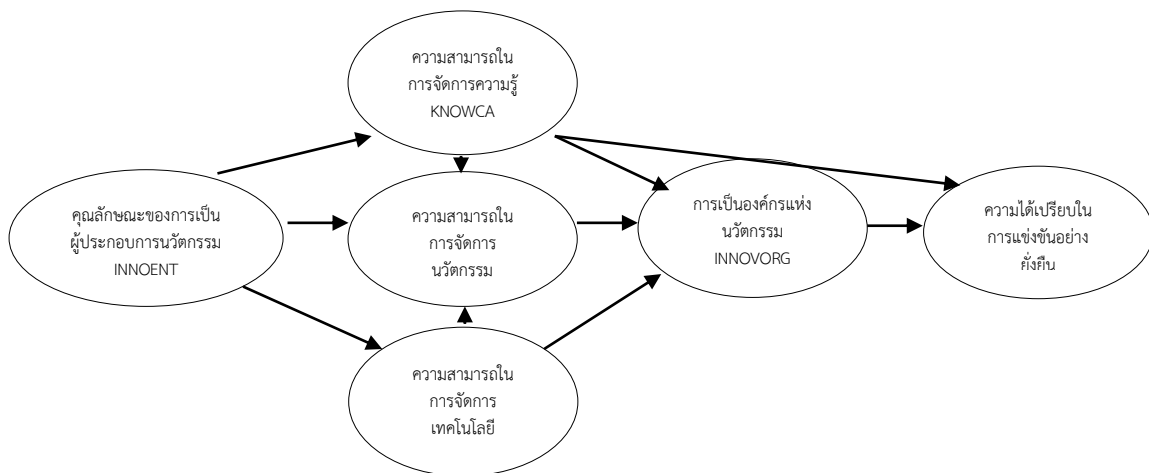 ความสามารถใน
การจัดการความรู้
KNOWCA
คุณลักษณะของการเป็น
ผู้ประกอบการนวัตกรรม
INNOENT
ความสามารถใน
การจัดการ
นวัตกรรม
การเป็นองค์กรแห่ง
นวัตกรรม
INNOVORG
ความได้เปรียบใน
การแข่งขันอย่าง
ยั่งยืน
ความสามารถใน
การจัดการ
เทคโนโลยี